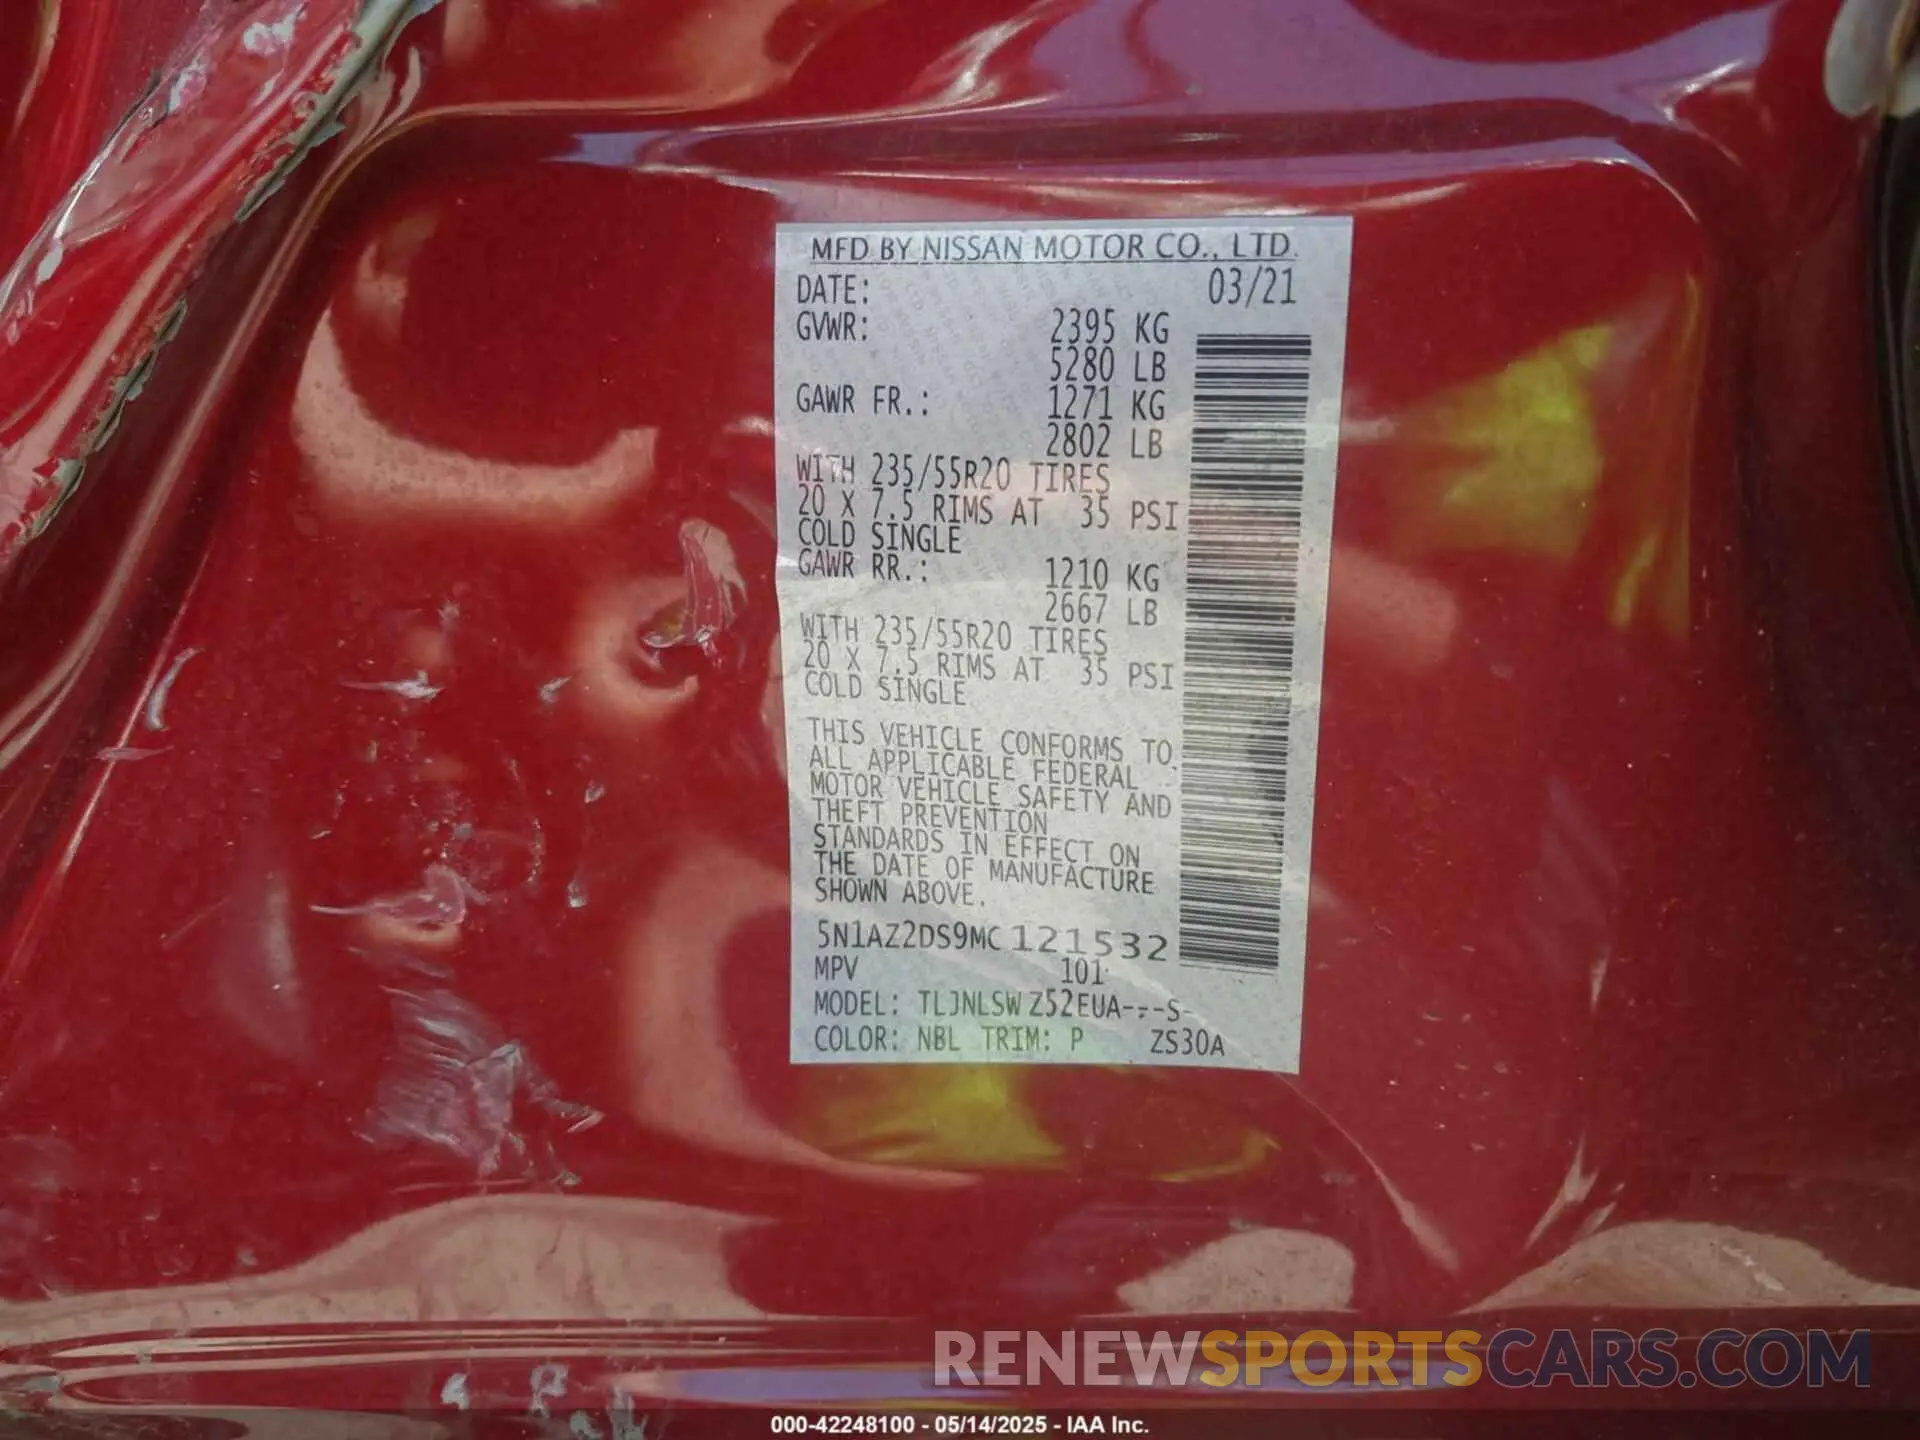 MFD BY NISSAN MOTOR CO., LTD.
DATE: 03/21
GVWR: 2395 KG
5280 LB
GAWR FR.: 1271 KG
2802 LB
WITH 235/55R20 TIRES
20 X 7.5 RIMS AT 35 PSI
COLD SINGLE
GAWR RR.: 1210 KG
2667 LB
WITH 235/55R20 TIRES
20 X 7.5 RIMS AT 35 PSI
COLD SINGLE
THIS VEHICLE CONFORMS TO
ALL APPLICABLE FEDERAL
MOTOR VEHICLE SAFETY AND
THEFT PREVENTION
STANDARDS IN EFFECT ON
THE DATE OF MANUFACTURE
SHOWN ABOVE.
5N1AZ2DS9MC121532
MPV 101
MODEL: TLJNLSW Z52EUA---S-
COLOR: NBL TRIM: P ZS30A
RENEWSPORTSCARS.COM
000-42248100 - 05/14/2025 - IAA Inc.